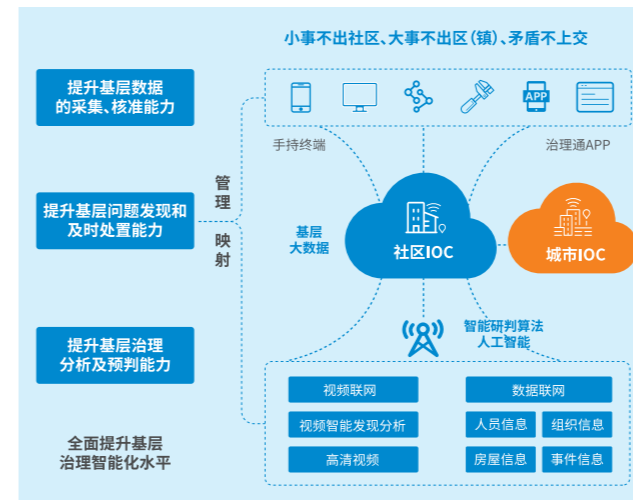 小事不出社区、大事不出区(镇)、矛盾不上交
提升基层数据
的采集、核准能力
APP
手持终端
治理通APP
管
理
提升基层问题发现和
及时处置能力
映
射
基层
大数据
社区IOC
城市IOC
智能研判算法
人工智能
提升基层治理
分析及预判能力
视频联网
数据联网
视频智能发现分析
人员信息
组织信息
高清视频
房屋信息
事件信息
全面提升基层
治理智能化水平